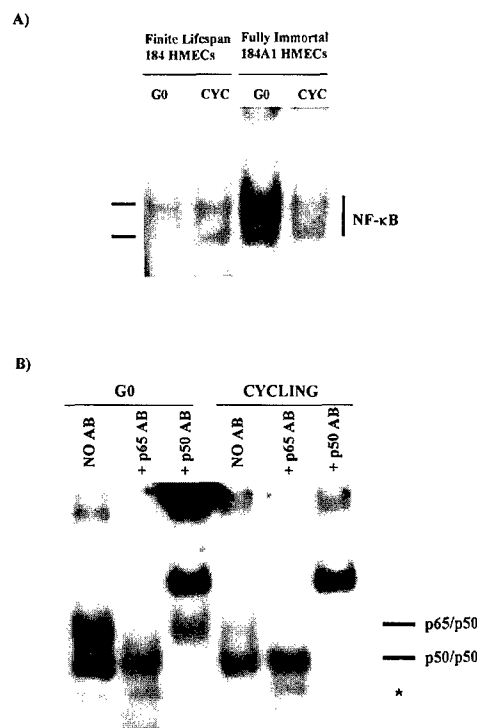 A)
Finite Lifespan Fully Immortal
184 HMECs 184A1 HMECs
G0 CYC G0 CYC
NF-κB
B)
G0 CYCLING
NO AB + p65 AB + p50 AB NO AB + p65 AB + p50 AB
p65/p50
p50/p50
*